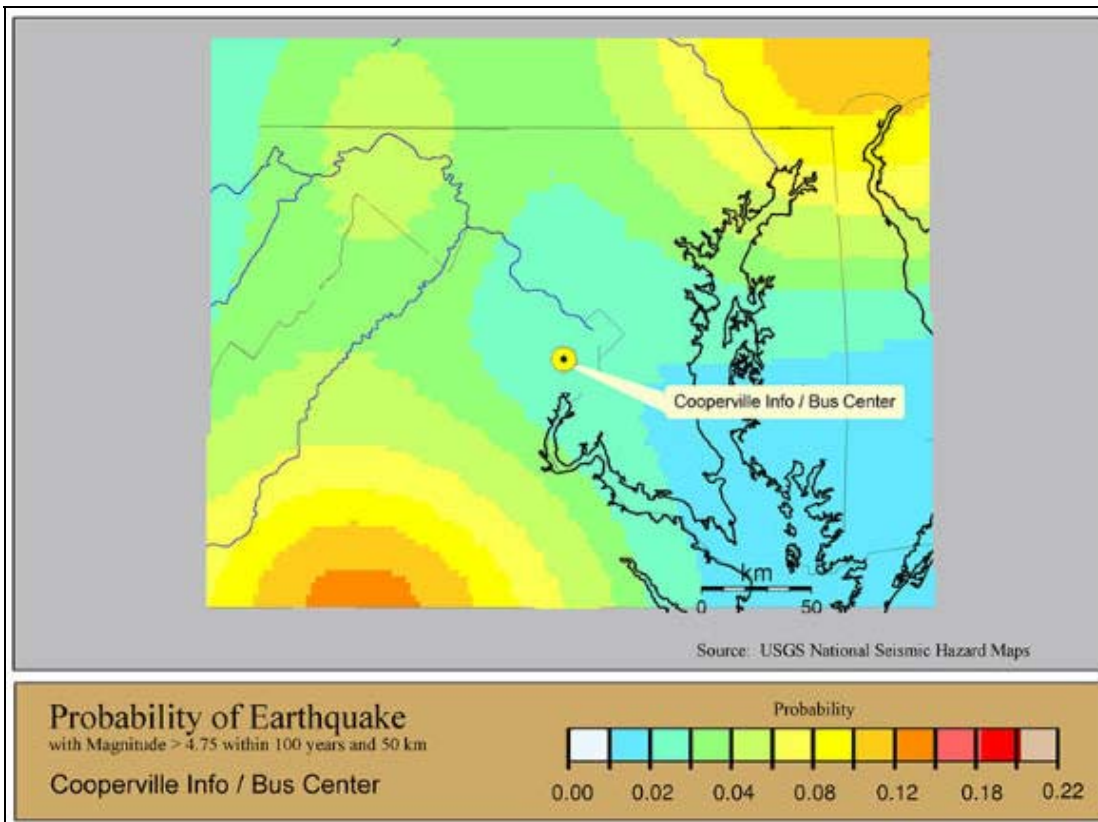 Cooperville Info / Bus Center
km
0 50
Source: USGS National Seismic Hazard Maps
Probability of Earthquake
with Magnitude > 4.75 within 100 years and 50 km
Cooperville Info / Bus Center
Probability
0.00 0.02 0.04 0.08 0.12 0.18 0.22